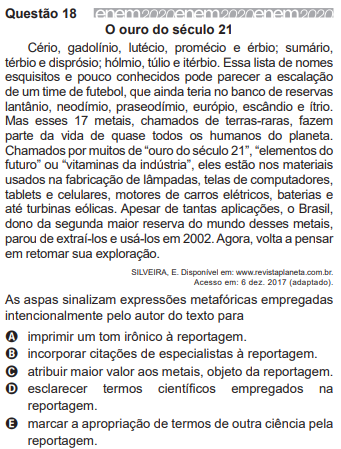 Questão 18 enem2020enem2020enem2020
O ouro do século 21
Cério, gadolínio, lutécio, promécio e érbio; sumário,
térbio e disprósio; hólmio, túlio e itérbio. Essa lista de nomes
esquisitos e pouco conhecidos pode parecer a escalação
de um time de futebol, que ainda teria no banco de reservas
lantânio, neodímio, praseodímio, európio, escândio e ítrio.
Mas esses 17 metais, chamados de terras-raras, fazem
parte da vida de quase todos os humanos do planeta.
Chamados por muitos de “ouro do século 21”, “elementos do
futuro” ou “vitaminas da indústria”, eles estão nos materiais
usados na fabricação de lâmpadas, telas de computadores,
tablets e celulares, motores de carros elétricos, baterias e
até turbinas eólicas. Apesar de tantas aplicações, o Brasil,
dono da segunda maior reserva do mundo desses metais,
parou de extraí-los e usá-los em 2002. Agora, volta a pensar
em retomar sua exploração.
SILVEIRA, E. Disponível em: www.revistaplaneta.com.br.
Acesso em: 6 dez. 2017 (adaptado).
As aspas sinalizam expressões metafóricas empregadas
intencionalmente pelo autor do texto para
A imprimir um tom irônico à reportagem.
B incorporar citações de especialistas à reportagem.
C atribuir maior valor aos metais, objeto da reportagem.
D esclarecer termos científicos empregados na
reportagem.
E marcar a apropriação de termos de outra ciência pela
reportagem.